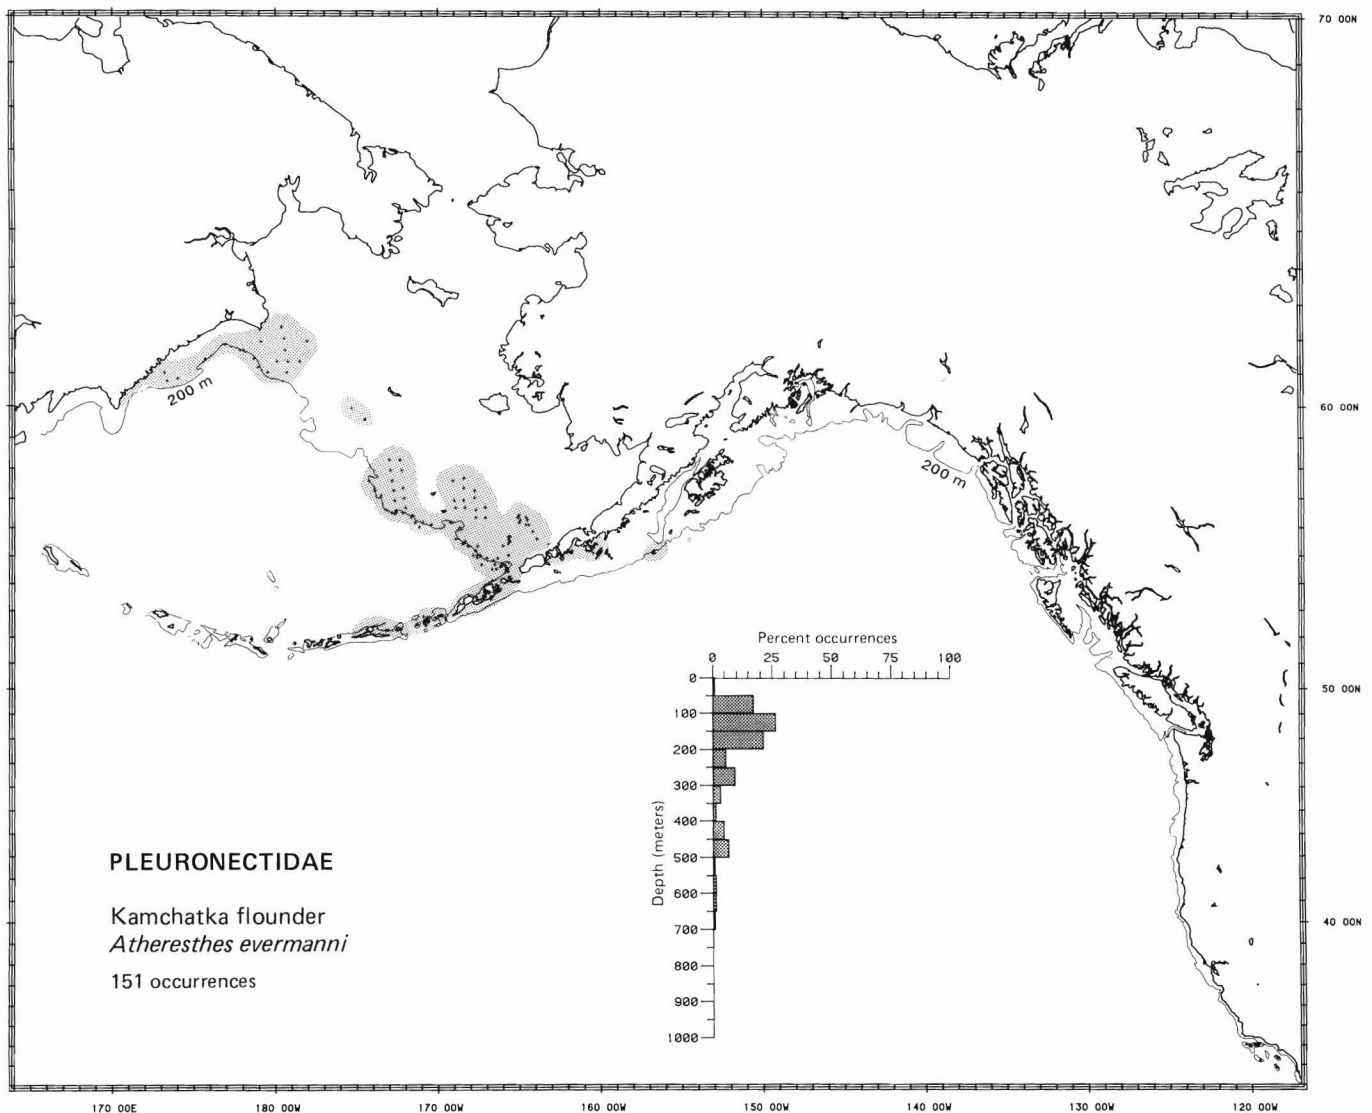 70 00N
200 m
60 00N
200 m
Percent occurrences
0 25 50 75 100
50 00N
0
100
200
300
400
500
600
700
800
900
1000
Depth (meters)
40 00N
PLEURONECTIDAE
Kamchatka flounder
Atheresthes evermanni
151 occurrences
170 00E 180 00W 170 00W 160 00W 150 00W 140 00W 130 00W 120 00W